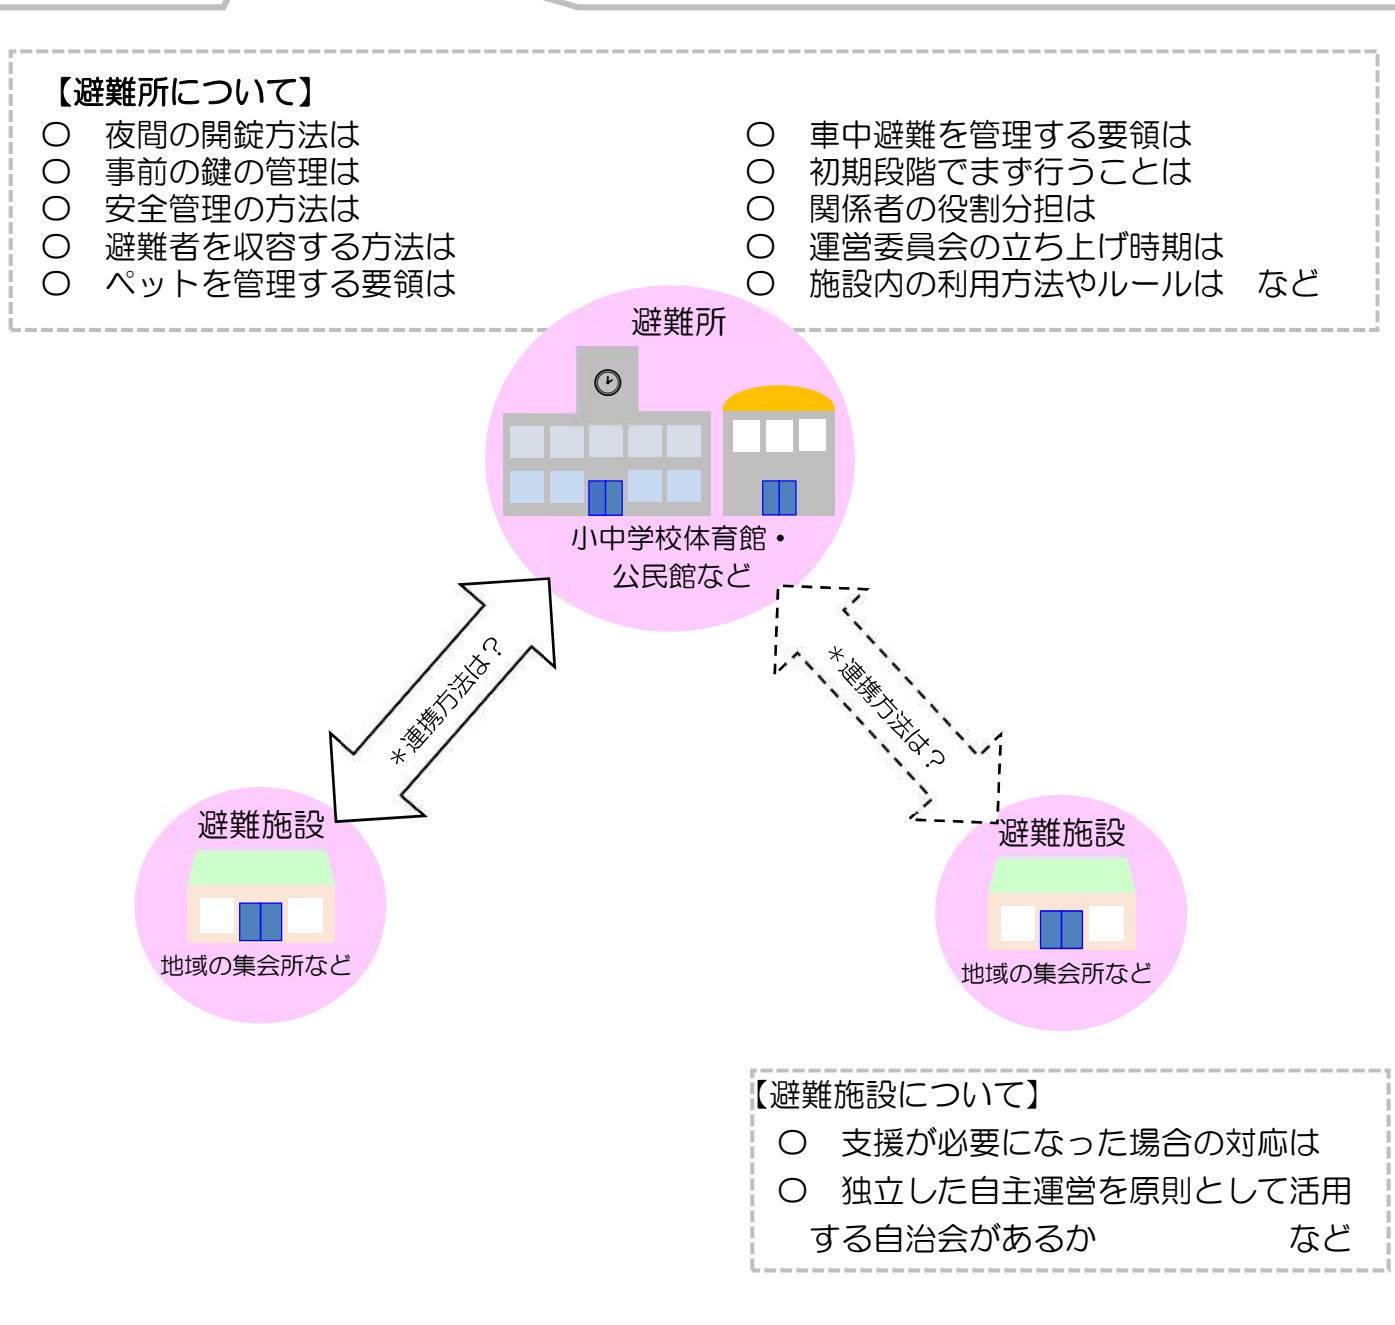 【避難所について】
○　夜間の開錠方法は
○　事前の鍵の管理は
○　安全管理の方法は
○　避難者を収容する方法は
○　ペットを管理する要領は
○　車中避難を管理する要領は
○　初期段階でまず行うことは
○　関係者の役割分担は
○　運営委員会の立ち上げ時期は
○　施設内の利用方法やルールは　など
避難所
小中学校体育館・
公民館など
＊連携方法は？
＊連携方法は？
避難施設
地域の集会所など
避難施設
地域の集会所など
【避難施設について】
○　支援が必要になった場合の対応は
○　独立した自主運営を原則として活用
する自治会があるか　　　　　　など